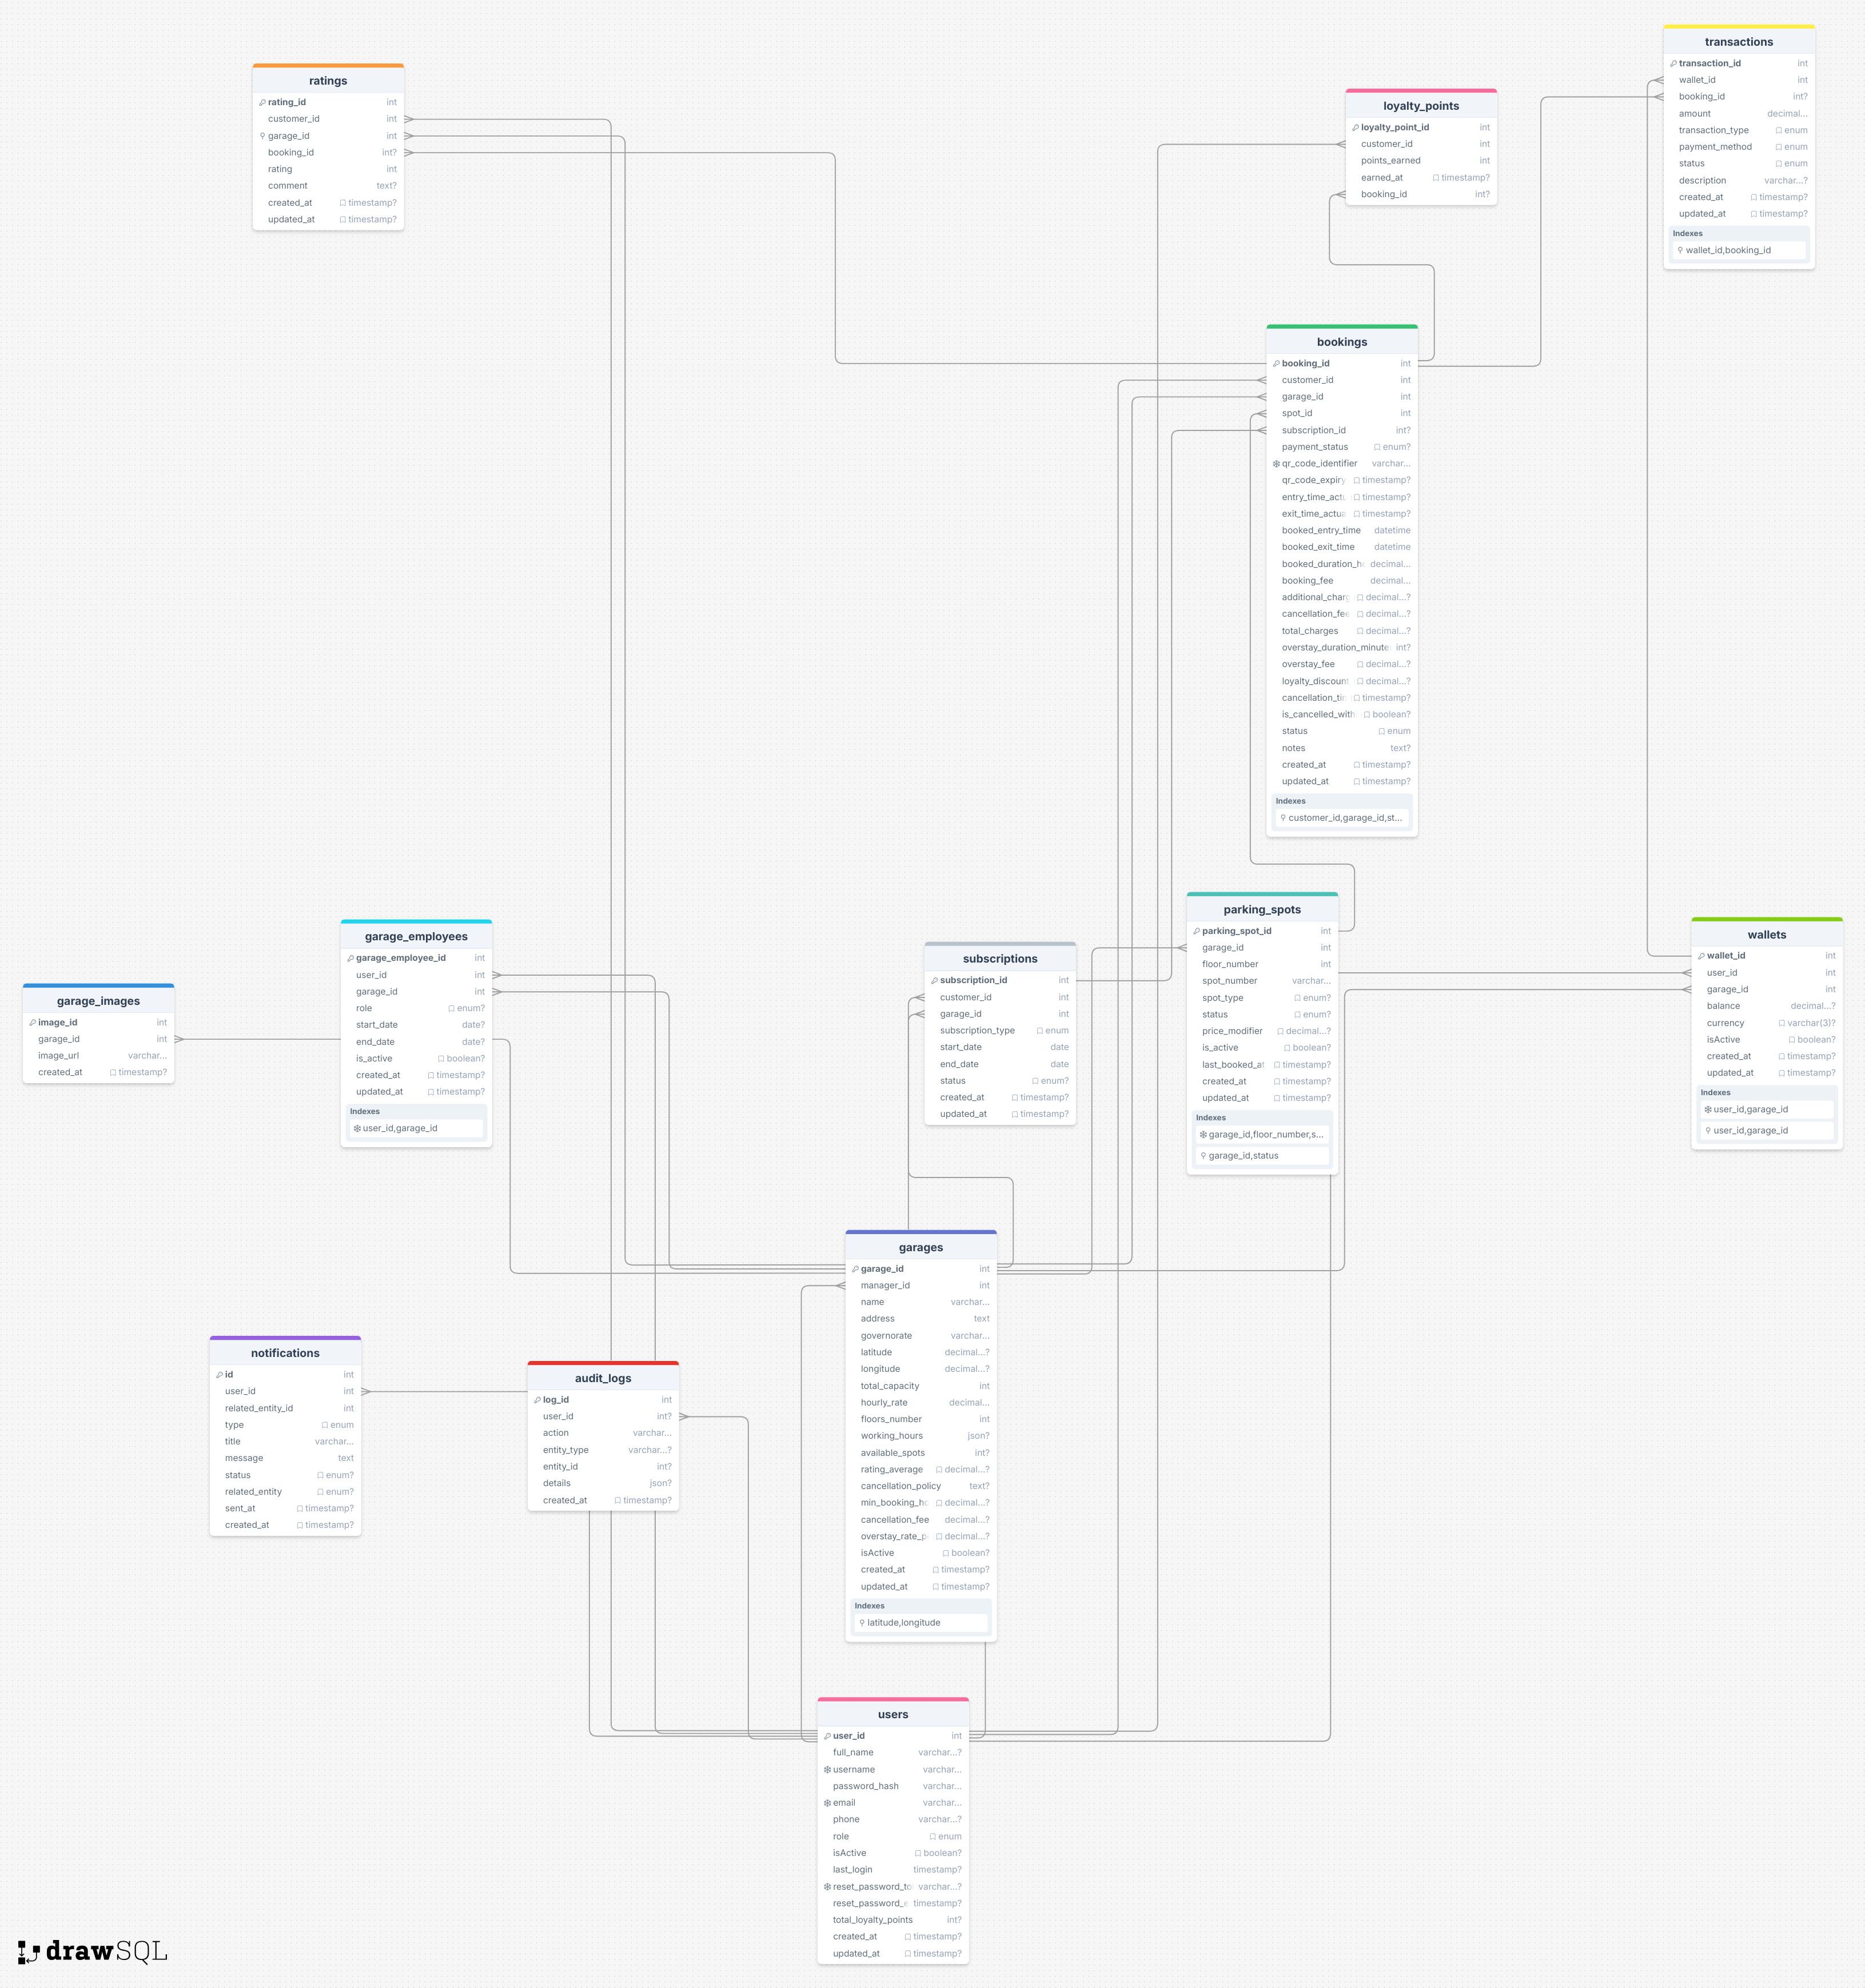 ratings
rating_id int
customer_id int
garage_id int
booking_id int?
rating int
comment text?
created_at timestamp?
updated_at timestamp?
loyalty_points
loyalty_point_id int
customer_id int
points_earned int
earned_at timestamp?
booking_id int?
transactions
transaction_id int
wallet_id int
booking_id int?
amount decimal...
transaction_type enum
payment_method enum
status enum
description varchar...?
created_at timestamp?
updated_at timestamp?
Indexes
wallet_id,booking_id
bookings
booking_id int
customer_id int
garage_id int
spot_id int
subscription_id int?
payment_status enum?
qr_code_identifier varchar...
qr_code_expiry timestamp?
entry_time_actu timestamp?
exit_time_actua timestamp?
booked_entry_time datetime
booked_exit_time datetime
booked_duration_ho decimal...
booking_fee decimal...
additional_charg decimal...?
cancellation_fee decimal...?
total_charges decimal...?
overstay_duration_minute int?
overstay_fee decimal...?
loyalty_discount decimal...?
cancellation_tim timestamp?
is_cancelled_with boolean?
status enum
notes text?
created_at timestamp?
updated_at timestamp?
Indexes
customer_id,garage_id,st...
garage_images
image_id int
garage_id int
image_url varchar...
created_at timestamp?
garage_employees
garage_employee_id int
user_id int
garage_id int
role enum?
start_date date?
end_date date?
is_active boolean?
created_at timestamp?
updated_at timestamp?
Indexes
user_id,garage_id
subscriptions
subscription_id int
customer_id int
garage_id int
subscription_type enum
start_date date
end_date date
status enum?
created_at timestamp?
updated_at timestamp?
parking_spots
parking_spot_id int
garage_id int
floor_number int
spot_number varchar...
spot_type enum?
status enum?
price_modifier decimal...?
is_active boolean?
last_booked_at timestamp?
created_at timestamp?
updated_at timestamp?
Indexes
garage_id,floor_number,s...
garage_id,status
wallets
wallet_id int
user_id int
garage_id int
balance decimal...?
currency varchar(3)?
isActive boolean?
created_at timestamp?
updated_at timestamp?
Indexes
user_id,garage_id
user_id,garage_id
garages
garage_id int
manager_id int
name varchar...
address text
governorate varchar...
latitude decimal...?
longitude decimal...?
total_capacity int
hourly_rate decimal...
floors_number int
working_hours json?
available_spots int?
rating_average decimal...?
cancellation_policy text?
min_booking_ho decimal...?
cancellation_fee decimal...?
overstay_rate_p decimal...?
isActive boolean?
created_at timestamp?
updated_at timestamp?
Indexes
latitude,longitude
notifications
id int
user_id int
related_entity_id int
type enum
title varchar...
message text
status enum?
related_entity enum?
sent_at timestamp?
created_at timestamp?
audit_logs
log_id int
user_id int?
action varchar...
entity_type varchar...?
entity_id int?
details json?
created_at timestamp?
users
user_id int
full_name varchar...?
username varchar...
password_hash varchar...
email varchar...
phone varchar...?
role enum
isActive boolean?
last_login timestamp?
reset_password_to varchar...?
reset_password_e timestamp?
total_loyalty_points int?
created_at timestamp?
updated_at timestamp?
drawSQL